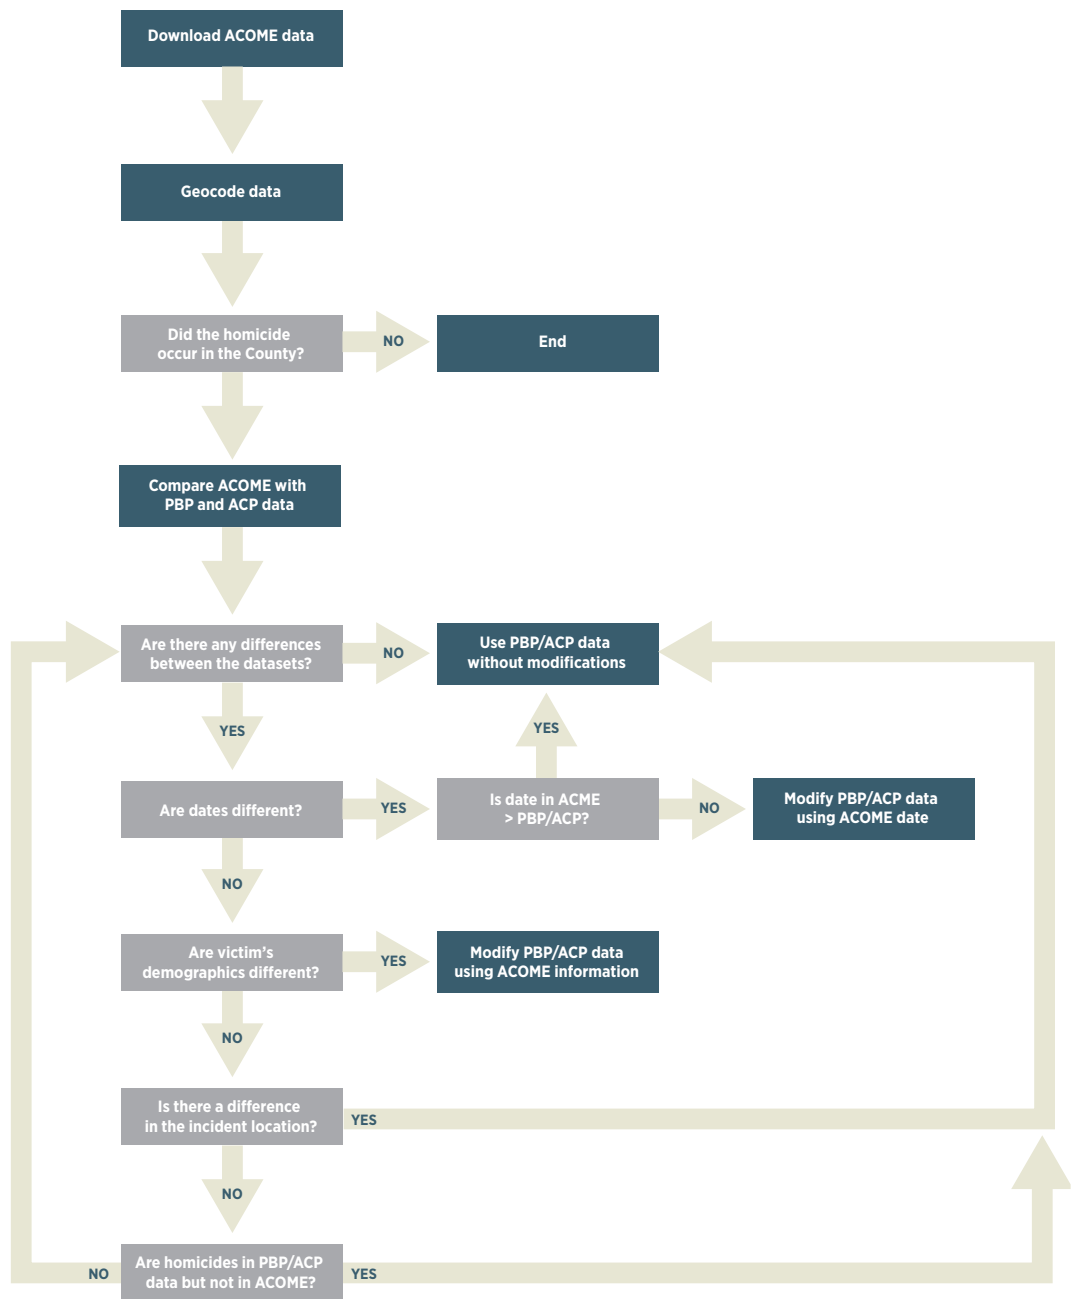 Download ACOME data
Geocode data
Did the homicide
occur in the County?
NO
End
Compare ACOME with
PBP and ACP data
Are there any differences
between the datasets?
NO
Use PBP/ACP data
without modifications
YES
YES
Are dates different?
YES
Is date in ACME
> PBP/ACP?
NO
Modify PBP/ACP data
using ACOME date
NO
Are victim's
demographics different?
YES
Modify PBP/ACP data
using ACOME information
NO
Is there a difference
in the incident location?
YES
NO
Are homicides in PBP/ACP
data but not in ACOME?
NO
YES